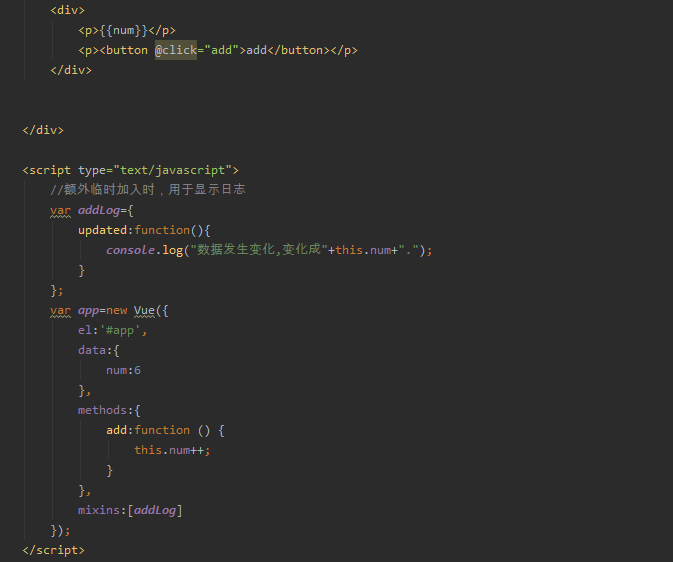 <div>
<p>{{num}}</p>
<p><button @click="add">add</button></p>
</div>
</div>
<script type="text/javascript">
//额外临时加入时，用于显示日志
var addLog={
updated:function(){
console.log("数据发生变化,变化成"+this.num+".");
}
};
var app=new Vue({
el:'#app',
data:{
num:6
},
methods:{
add:function () {
this.num++;
}
},
mixins:[addLog]
});
</script>